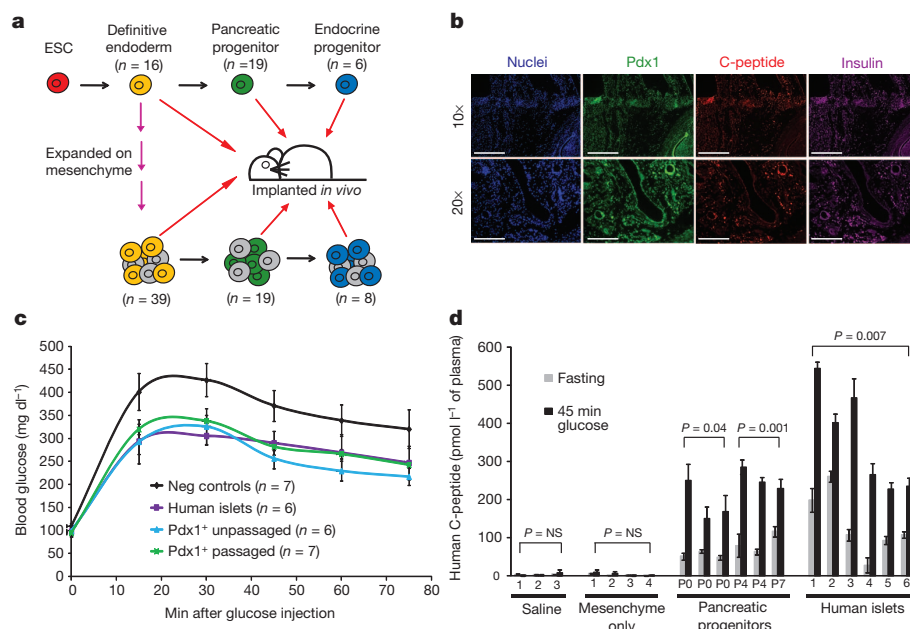 a
ESC
Definitive
endoderm
(n = 16)
Pancreatic
progenitor
(n =19)
Endocrine
progenitor
(n = 6)
Expanded on
mesenchyme
Implanted in vivo
(n = 39)
(n = 19)
(n = 8)
b
Nuclei
Pdx1
C-peptide
Insulin
10×
20×
c
Blood glucose (mg dl⁻¹)
500
450
400
350
300
250
200
150
100
50
0
0 10 20 30 40 50 60 70 80
Min after glucose injection
Neg controls (n = 7)
Human islets (n = 6)
Pdx1⁺ unpassaged (n = 6)
Pdx1⁺ passaged (n = 7)
d
Human C-peptide (pmol l⁻¹ of plasma)
600
500
400
300
200
100
0
Fasting
45 min
glucose
P = NS
P = NS
P = 0.04
P = 0.001
P = 0.007
1 2 3
1 2 3 4
P0 P0 P0 P4 P4 P7
1 2 3 4 5 6
Saline
Mesenchyme
only
Pancreatic
progenitors
Human islets